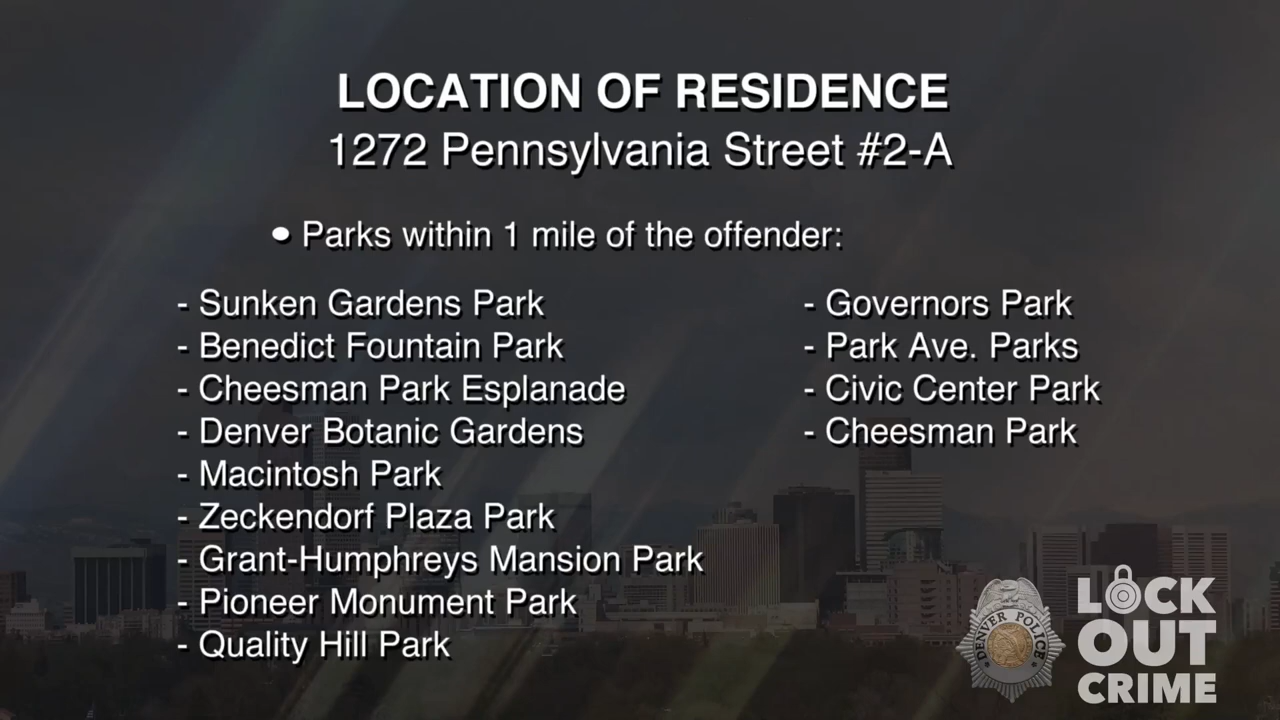 LOCATION OF RESIDENCE
1272 Pennsylvania Street #2-A
• Parks within 1 mile of the offender:
- Sunken Gardens Park
- Benedict Fountain Park
- Cheesman Park Esplanade
- Denver Botanic Gardens
- Macintosh Park
- Zeckendorf Plaza Park
- Grant-Humphreys Mansion Park
- Pioneer Monument Park
- Quality Hill Park
- Governors Park
- Park Ave. Parks
- Civic Center Park
- Cheesman Park
DENVER POLICE
LOCK
OUT
CRIME